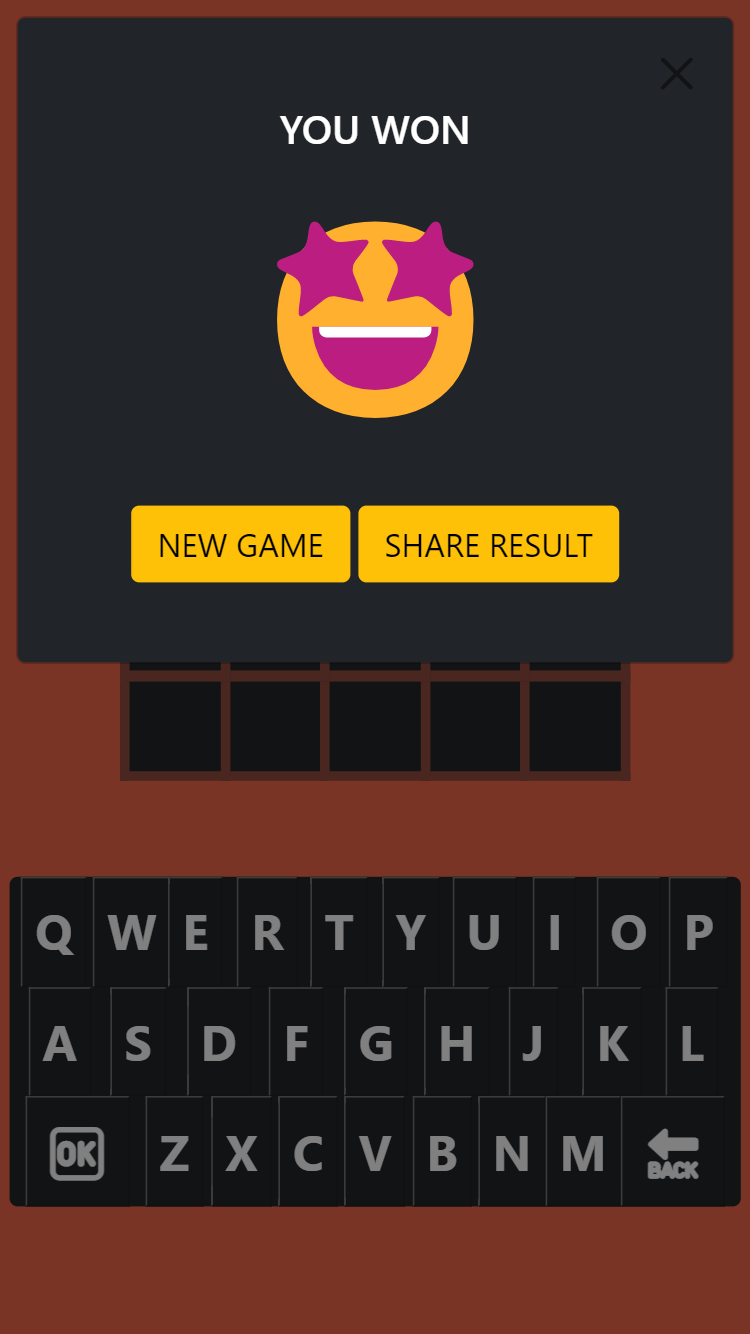 YOU WON
NEW GAME SHARE RESULT
Q W E R T Y U I O P
A S D F G H J K L
OK Z X C V B N M BACK